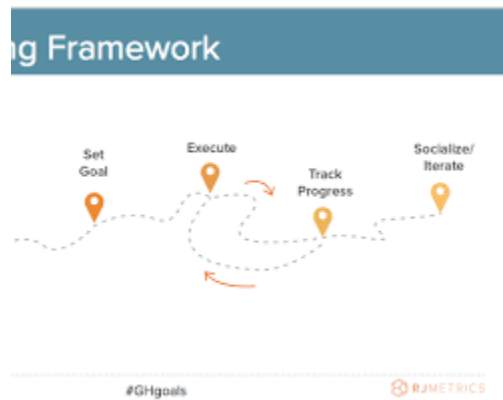 ng Framework
Set
Goal
Execute
Track
Progress
Socialize/
Iterate
#GHgoals
RJMETRICS